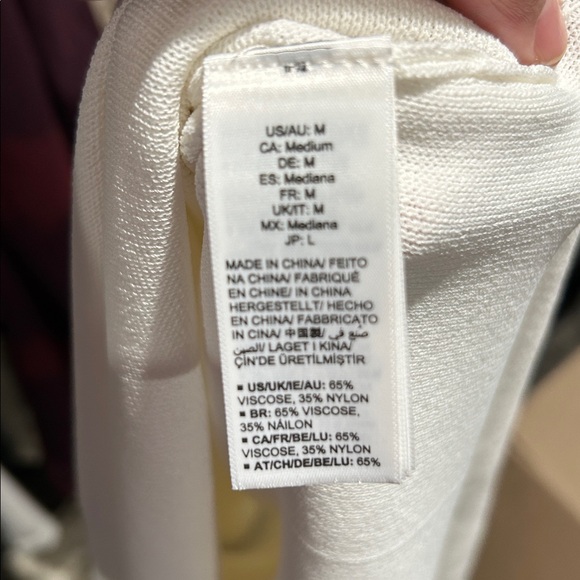 US/AU: M
CA: Medium
DE: M
ES: Mediana
FR: M
UK/IT: M
MX: Mediana
JP: L
MADE IN CHINA/ FEITO
NA CHINA/ FABRIQUÉ
EN CHINE/ IN CHINA
HERGESTELLT/ HECHO
EN CHINA/ FABBRICATO
IN CINA/ 中国製/ صنع في
الصين/ LAGET I KINA/
ÇİN'DE ÜRETİLMİŞTİR
▪ US/UK/IE/AU: 65%
VISCOSE, 35% NYLON
▪ BR: 65% VISCOSE,
35% NÁILON
▪ CA/FR/BE/LU: 65%
VISCOSE, 35% NYLON
▪ AT/CH/DE/BE/LU: 65%